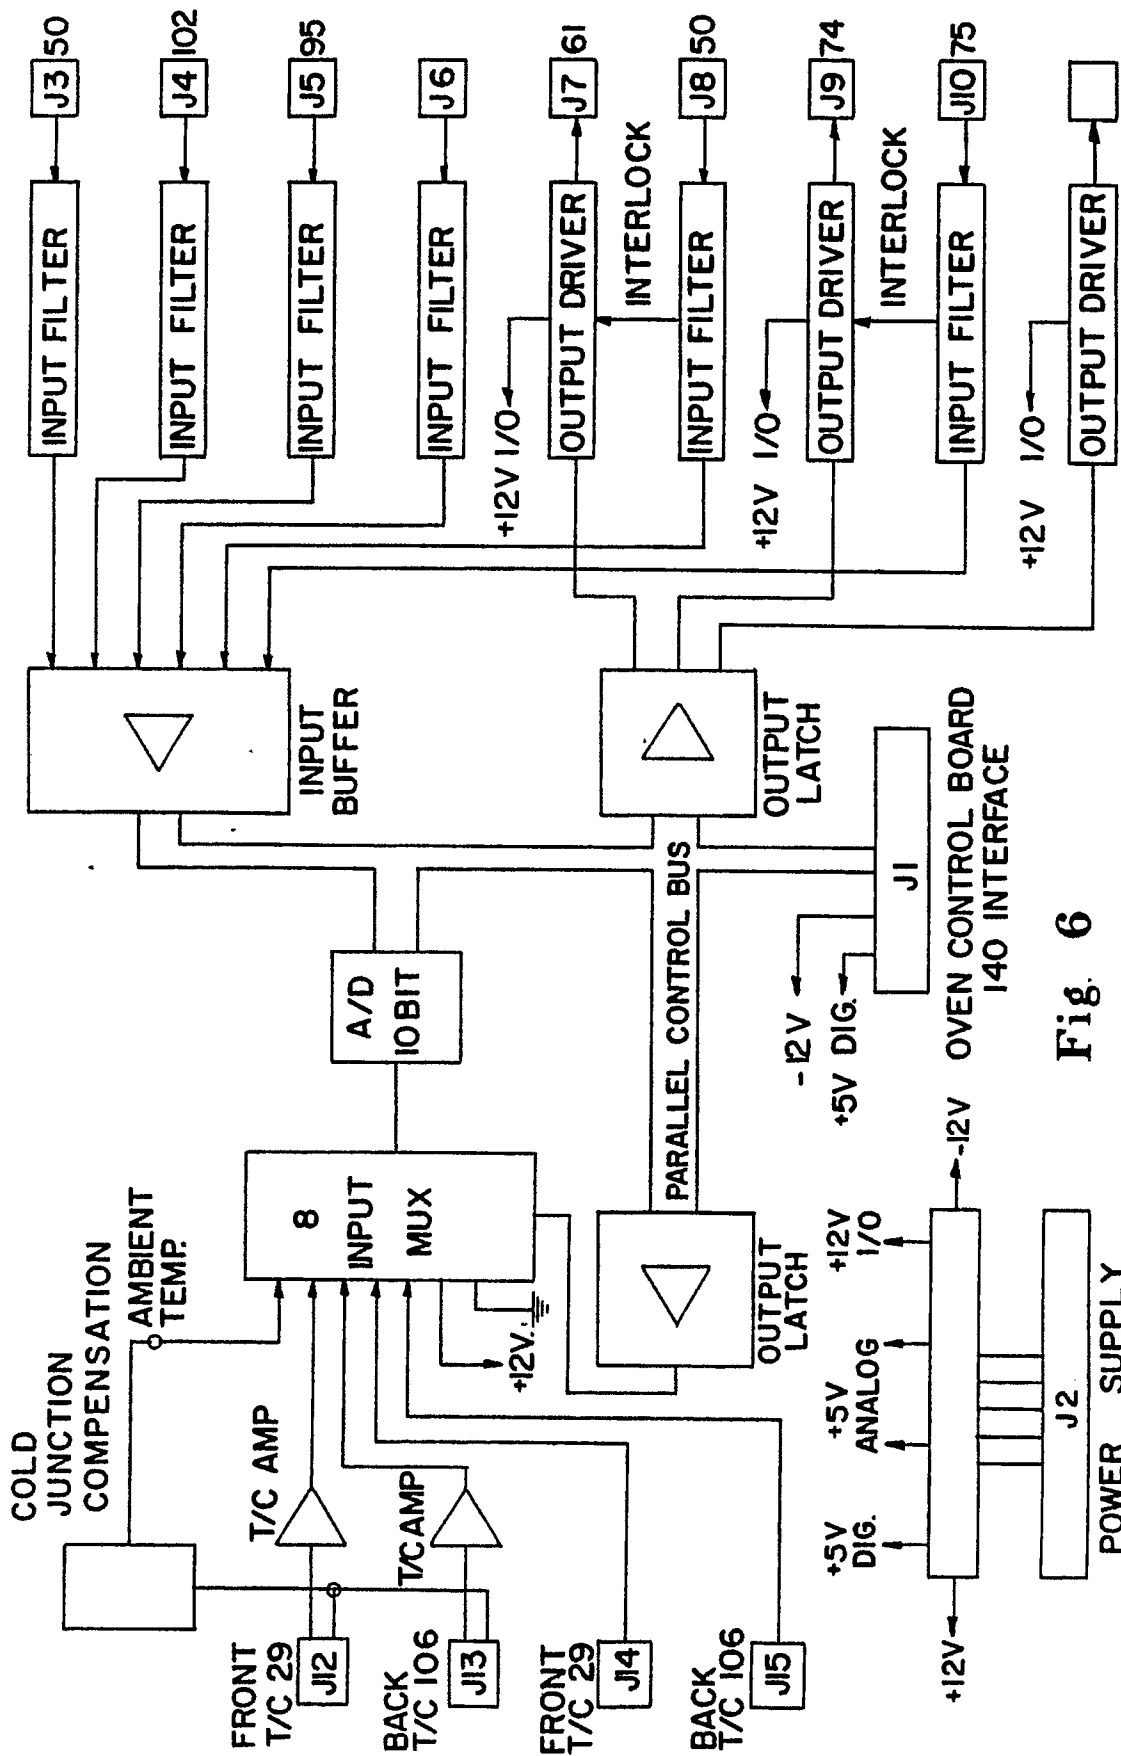 COLD
JUNCTION
COMPENSATION
AMBIENT
TEMP.
FRONT
T/C 29
J12
T/C AMP
BACK
T/C 106
J13
T/C AMP
FRONT
T/C 29
J14
BACK
T/C 106
J15
8
INPUT
MUX
+12V.
A/D
10 BIT
INPUT
BUFFER
OUTPUT
LATCH
PARALLEL CONTROL BUS
OUTPUT
LATCH
INPUT FILTER
J3 50
INPUT FILTER
J4 102
INPUT FILTER
J5 95
INPUT FILTER
J6
+12V I/O
OUTPUT DRIVER
J7 61
INTERLOCK
INPUT FILTER
J8 50
+12V I/O
OUTPUT DRIVER
J9 74
INTERLOCK
INPUT FILTER
J10 75
+12V I/O
OUTPUT DRIVER
-12V
+5V DIG.
J1
OVEN CONTROL BOARD
140 INTERFACE
+5V
DIG.
+5V
ANALOG
+12V
I/O
+12V
-12V
J2
POWER SUPPLY
Fig. 6